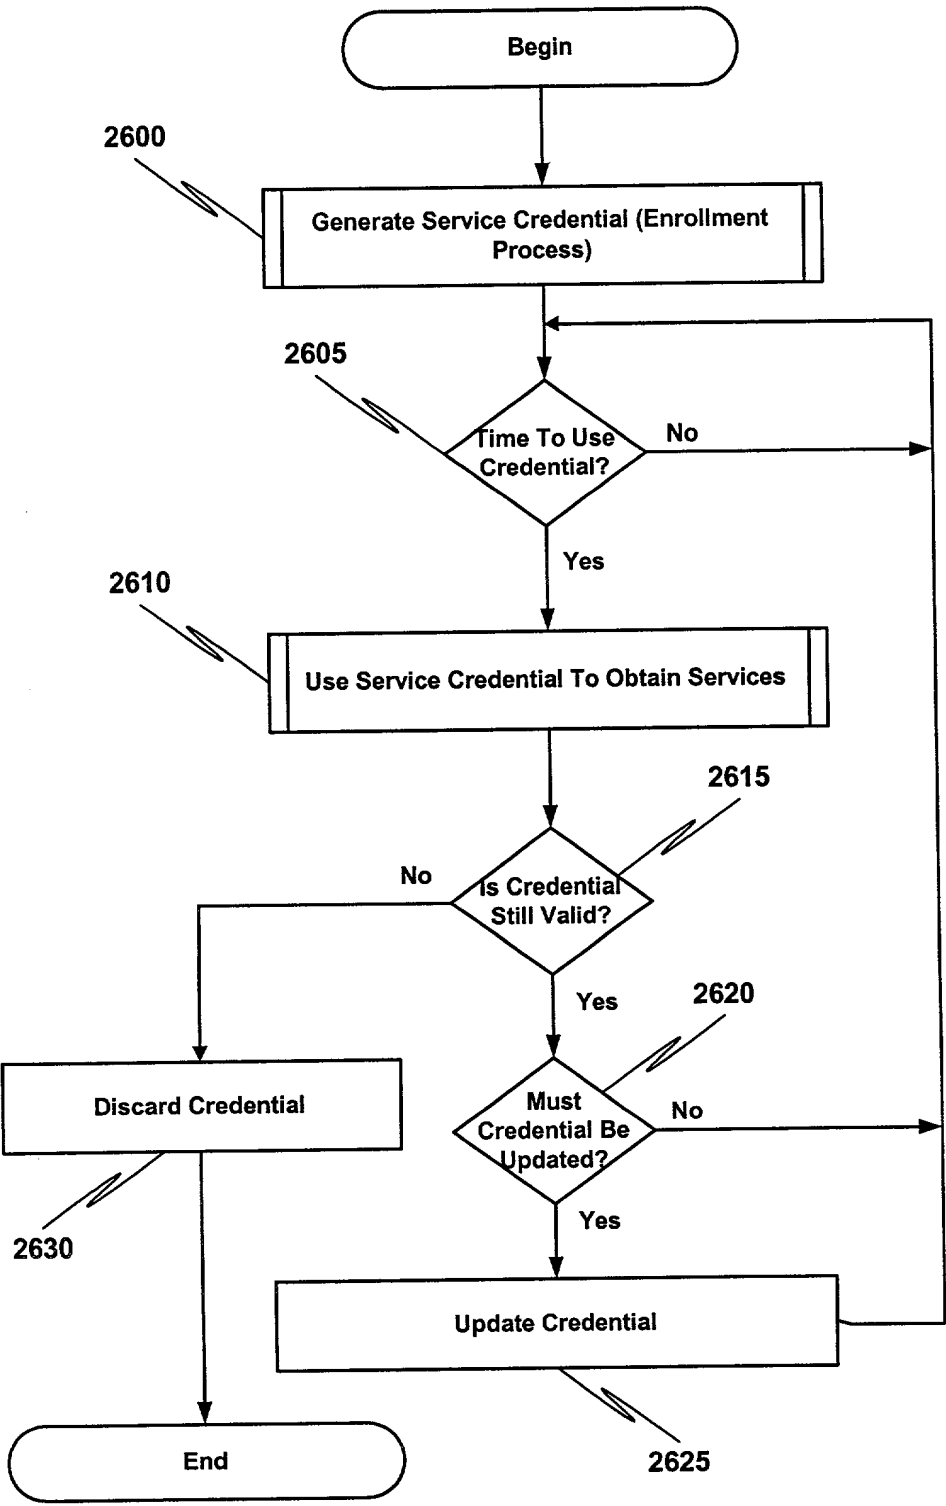 Begin
2600
Generate Service Credential (Enrollment
Process)
2605
Time To Use
Credential?
No
Yes
2610
Use Service Credential To Obtain Services
2615
No
Is Credential
Still Valid?
Yes
2620
Discard Credential
Must
Credential Be
Updated?
No
2630
Yes
Update Credential
End
2625